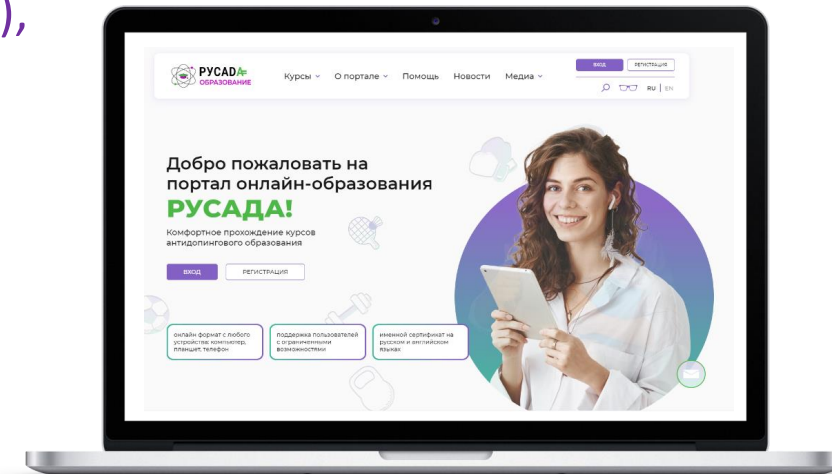 ),
РУСАДА
ОБРАЗОВАНИЕ
Курсы
О портале
Помощь
Новости
Медиа
ВХОД
РЕГИСТРАЦИЯ
RU | EN
Добро пожаловать на
портал онлайн-образования
РУСАДА!
Комфортное прохождение курсов
антидопингового образования
ВХОД
РЕГИСТРАЦИЯ
онлайн формат с любого
устройства: компьютер,
планшет, телефон
поддержка пользователей
с ограниченными
возможностями
именной сертификат на
русском и английском
языках